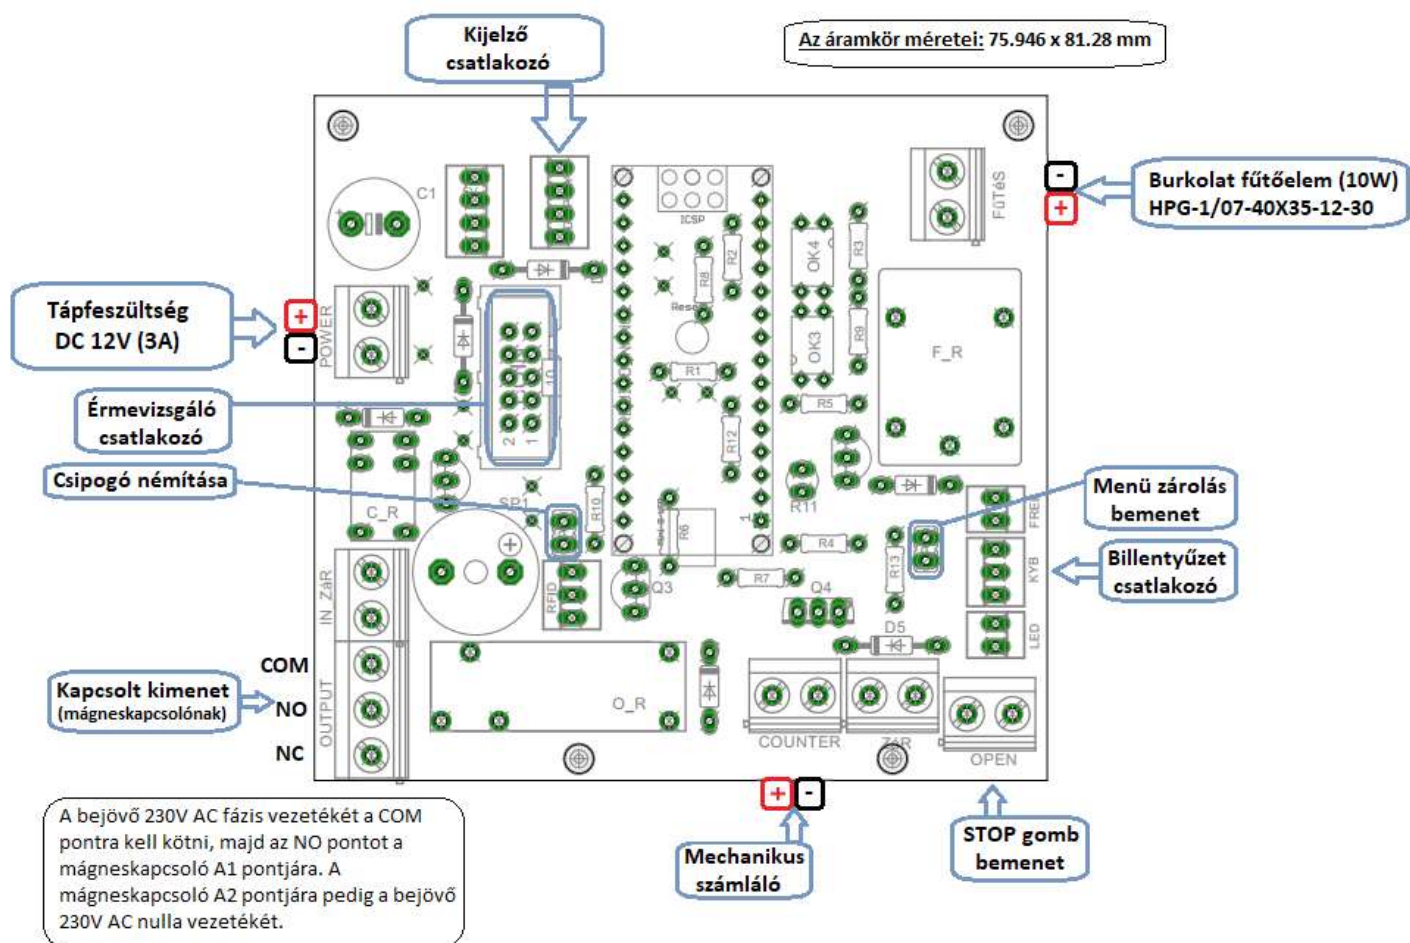 Kijelző
csatlakozó
Az áramkör méretei: 75.946 x 81.28 mm
Burkolat fűtőelem (10W)
HPG-1/07-40X35-12-30
-
+
FűTéS
C1
ICSP
R2
R8
R3
OK4
OK3
R9
R1
R5
R12
F_R
Tápfeszültség
DC 12V (3A)
+
-
POWER
10
2
1
Érmevizsgáló
csatlakozó
Csipogó némítása
C_R
SP1
R10
R6
1
R11
R4
R13
R7
Q3
Q4
D5
RFID
Menü zárolás
bemenet
FREE
KYB
LED
Billentyűzet
csatlakozó
IN ZáR
OUTPUT
COM
NO
NC
Kapcsolt kimenet
(mágneskapcsolónak)
O_R
COUNTER
ZáR
OPEN
+
-
Mechanikus
számláló
STOP gomb
bemenet
A bejövő 230V AC fázis vezetékét a COM
pontra kell kötni, majd az NO pontot a
mágneskapcsoló A1 pontjára. A
mágneskapcsoló A2 pontjára pedig a bejövő
230V AC nulla vezetékét.